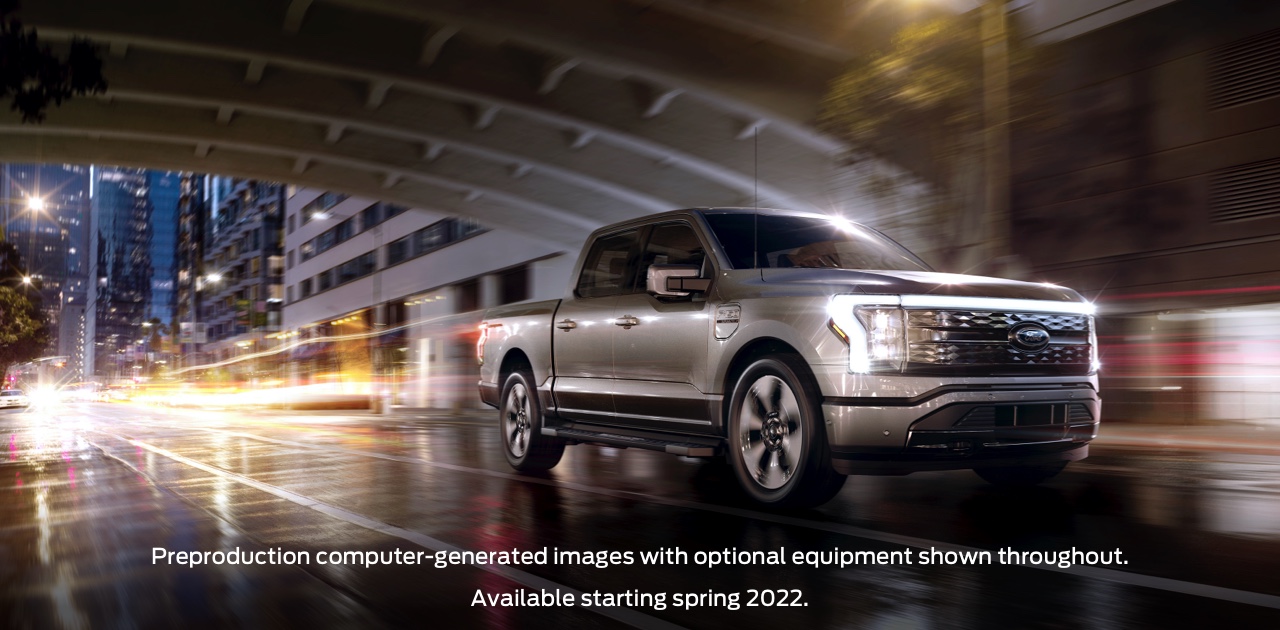 Preproduction computer-generated images with optional equipment shown throughout.
Available starting spring 2022.